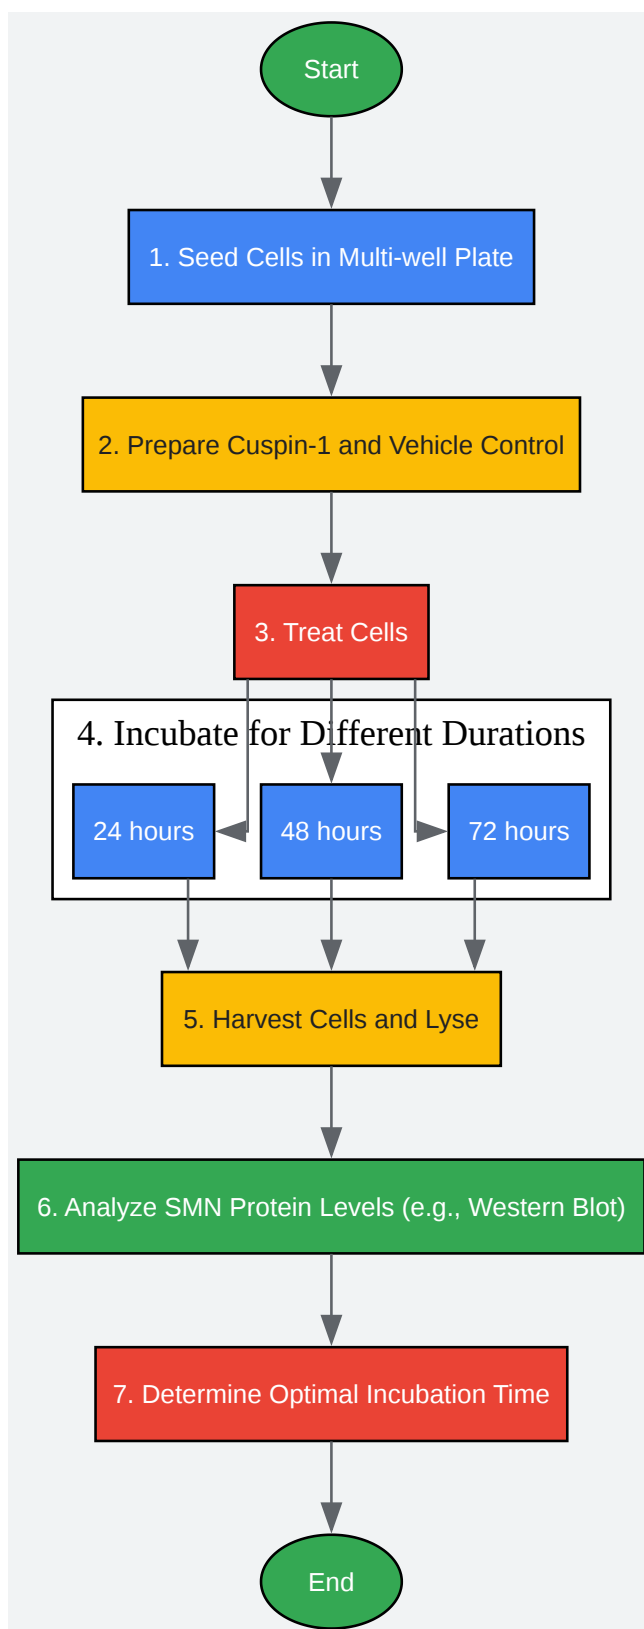 Start
1. Seed Cells in Multi-well Plate
2. Prepare Cuspin-1 and Vehicle Control
3. Treat Cells
4. Incubate for Different Durations
24 hours
48 hours
72 hours
5. Harvest Cells and Lyse
6. Analyze SMN Protein Levels (e.g., Western Blot)
7. Determine Optimal Incubation Time
End